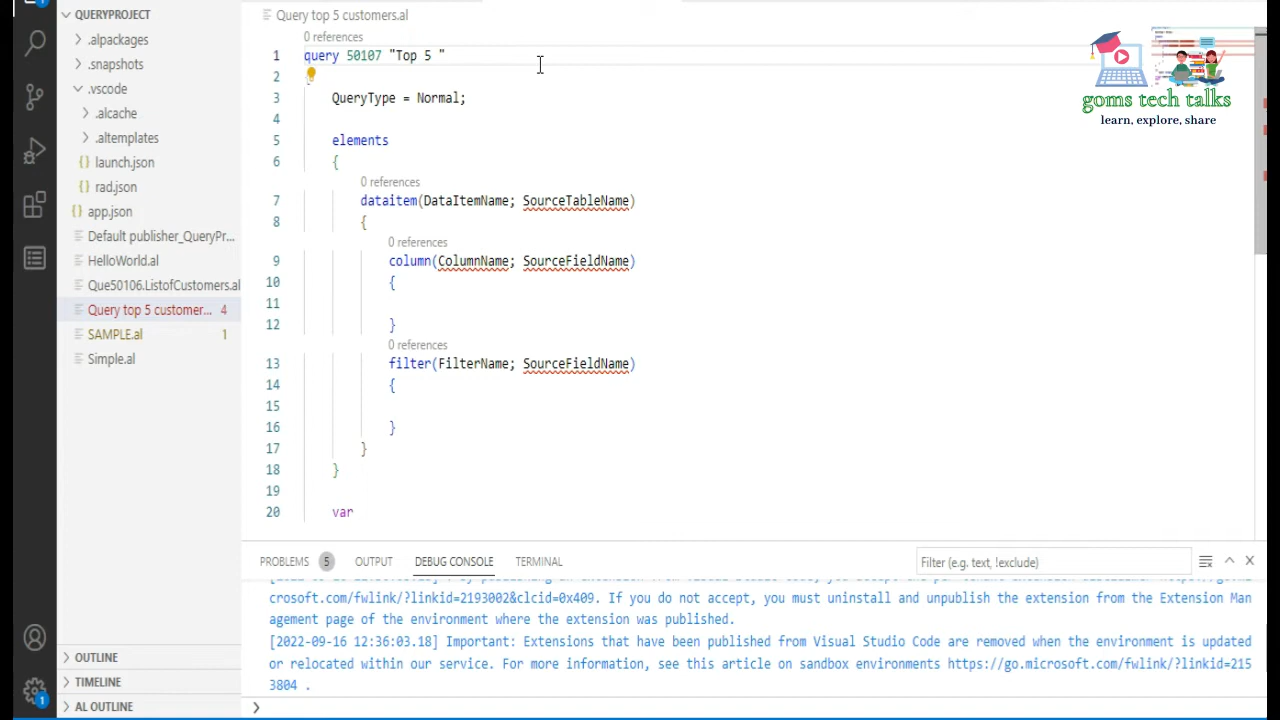 QUERYPROJECT
.alpackages
.snapshots
.vscode
.alcache
.altemplates
launch.json
rad.json
app.json
Default publisher_QueryPr...
HelloWorld.al
Que50106.ListofCustomers.al
Query top 5 customer... 4
SAMPLE.al 1
Simple.al
OUTLINE
TIMELINE
AL OUTLINE
1
Query top 5 customers.al
0 references
1 query 50107 "Top 5 "
2
3 QueryType = Normal;
4
5 elements
6 {
0 references
7 dataitem(DataItemName; SourceTableName)
8 {
0 references
9 column(ColumnName; SourceFieldName)
10 {
11
12 }
0 references
13 filter(FilterName; SourceFieldName)
14 {
15
16 }
17 }
18 }
19
20 var
goms tech talks
learn, explore, share
PROBLEMS 5 OUTPUT DEBUG CONSOLE TERMINAL Filter (e.g. text, !exclude)
crosoft.com/fwlink/?linkid=2193002&clcid=0x409. If you do not accept, you must uninstall and unpublish the extension from the Extension Man
agement page of the environment where the extension was published.
[2022-09-16 12:36:03.18] Important: Extensions that have been published from Visual Studio Code are removed when the environment is updated
or relocated within our service. For more information, see this article on sandbox environments https://go.microsoft.com/fwlink/?linkid=215
3804 .